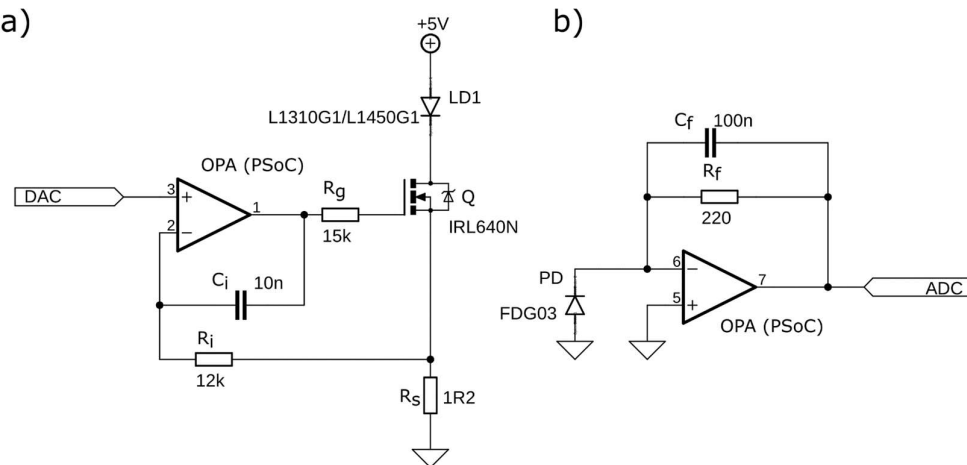 a)
+5V
LD1
L1310G1/L1450G1
OPA (PSoC)
DAC
3
+
1
2
−
Rg
15k
Q
IRL640N
Ci
10n
Ri
12k
Rs
1R2
b)
Cf
100n
Rf
220
PD
FDG03
6
−
7
5
+
OPA (PSoC)
ADC